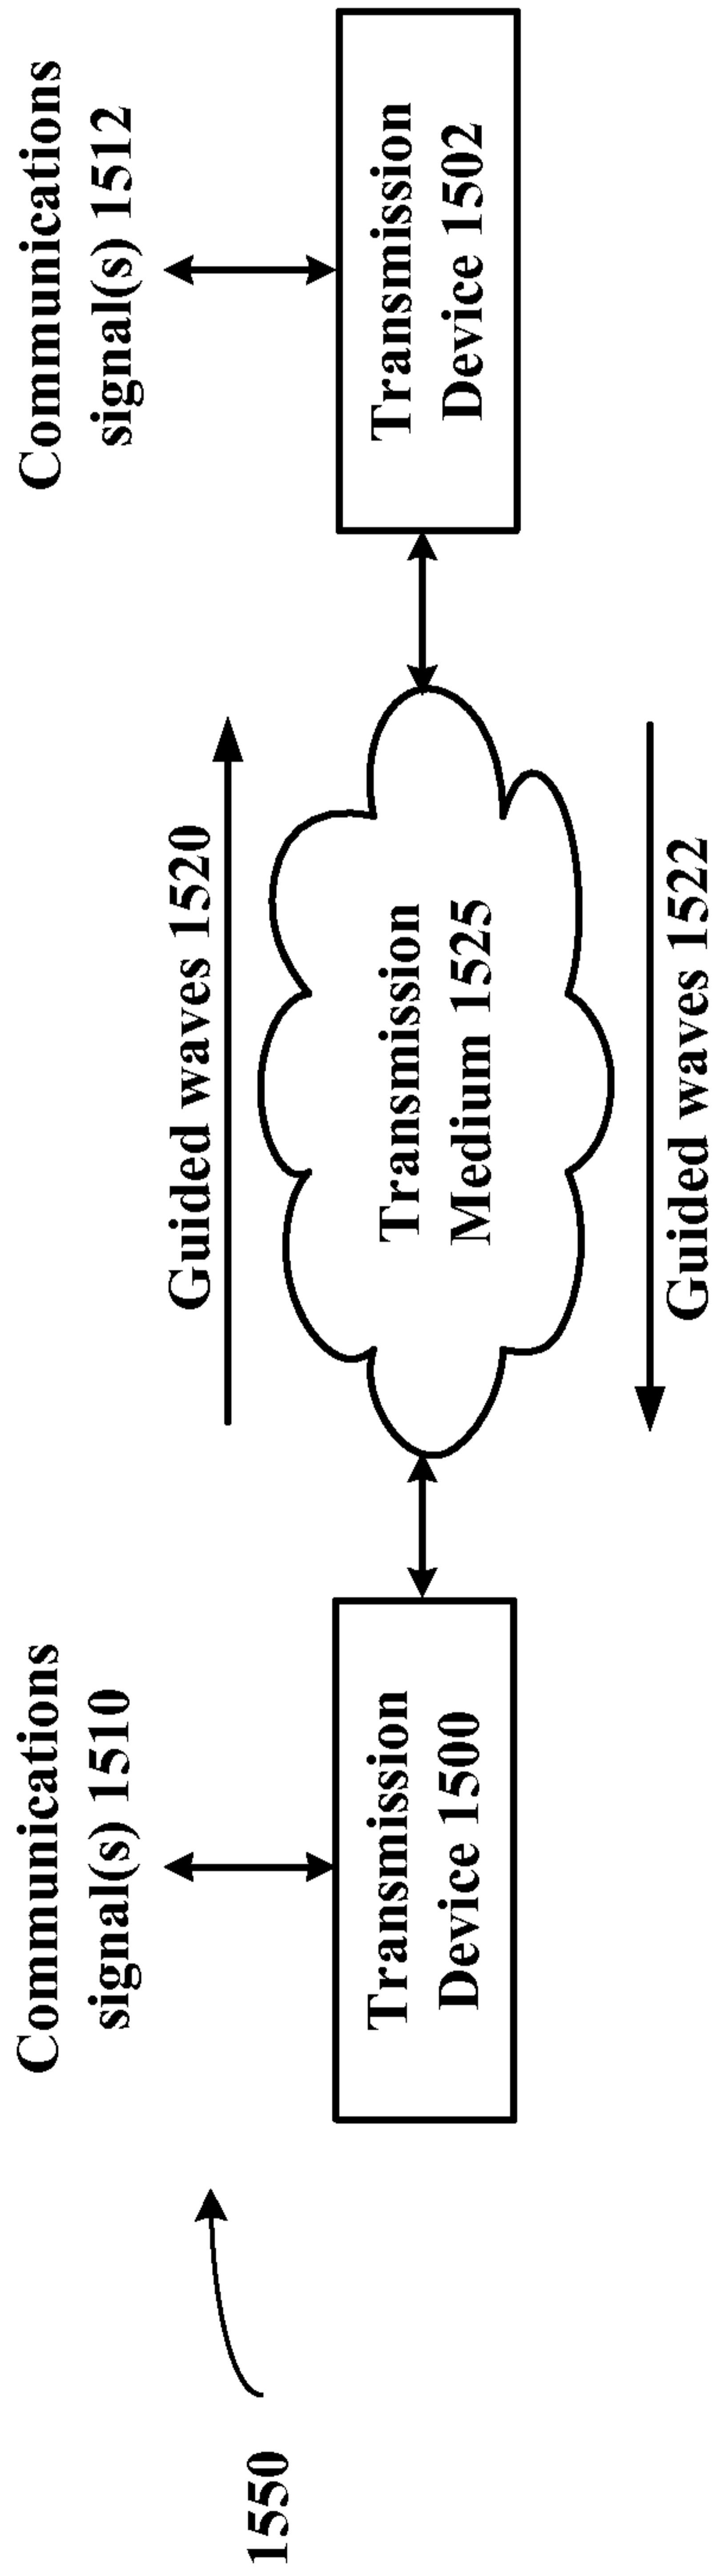 1550
Communications
signal(s) 1510
Transmission
Device 1500
Guided waves 1520
Transmission
Medium 1525
Guided waves 1522
Communications
signal(s) 1512
Transmission
Device 1502